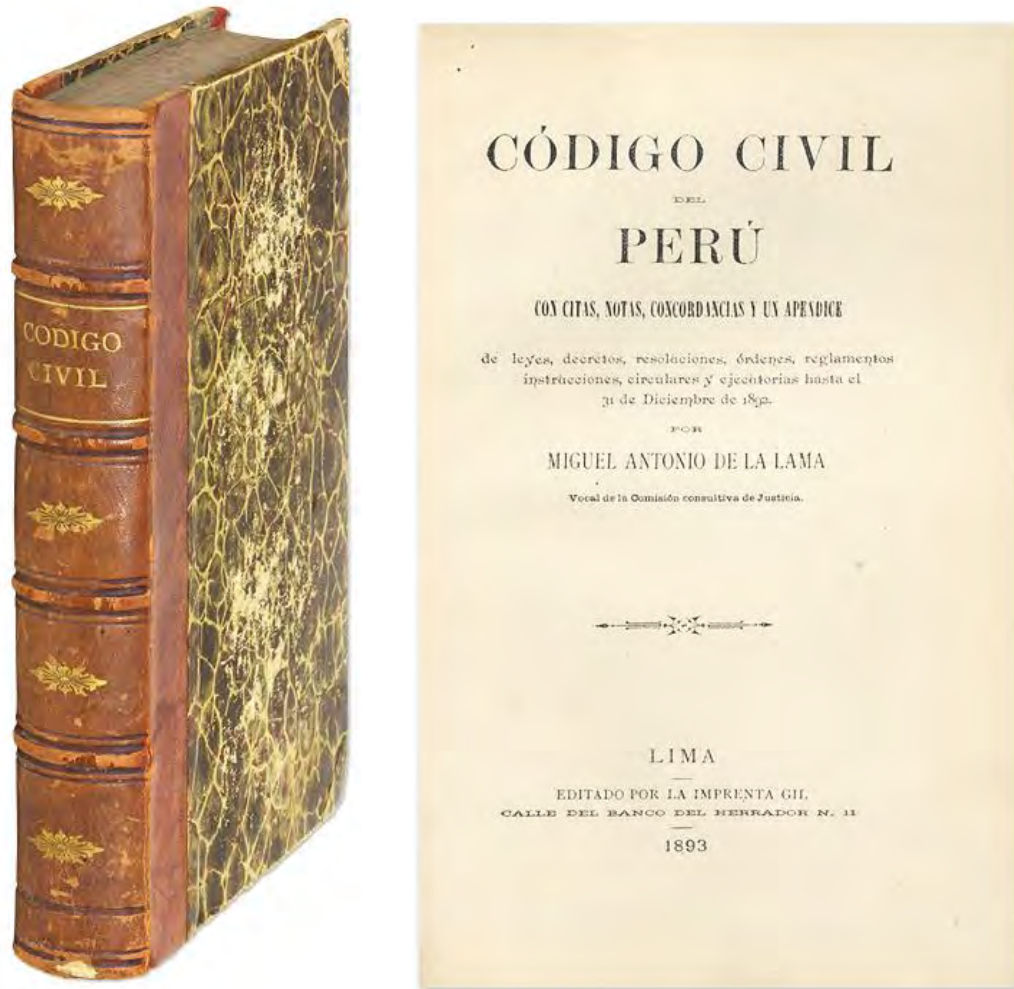 CODIGO
CIVIL
CÓDIGO CIVIL
DEL
PERÚ
CON CITAS, NOTAS, CONCORDANCIAS Y UN APENDICE
de leyes, decretos, resoluciones, órdenes, reglamentos
instrucciones, circulares y ejecutorias hasta el
31 de Diciembre de 1892.
POR
MIGUEL ANTONIO DE LA LAMA
Vocal de la Comisión consultiva de Justicia.
LIMA
EDITADO POR LA IMPRENTA GIL
CALLE DEL BANCO DEL HERRADOR N. 11
1893